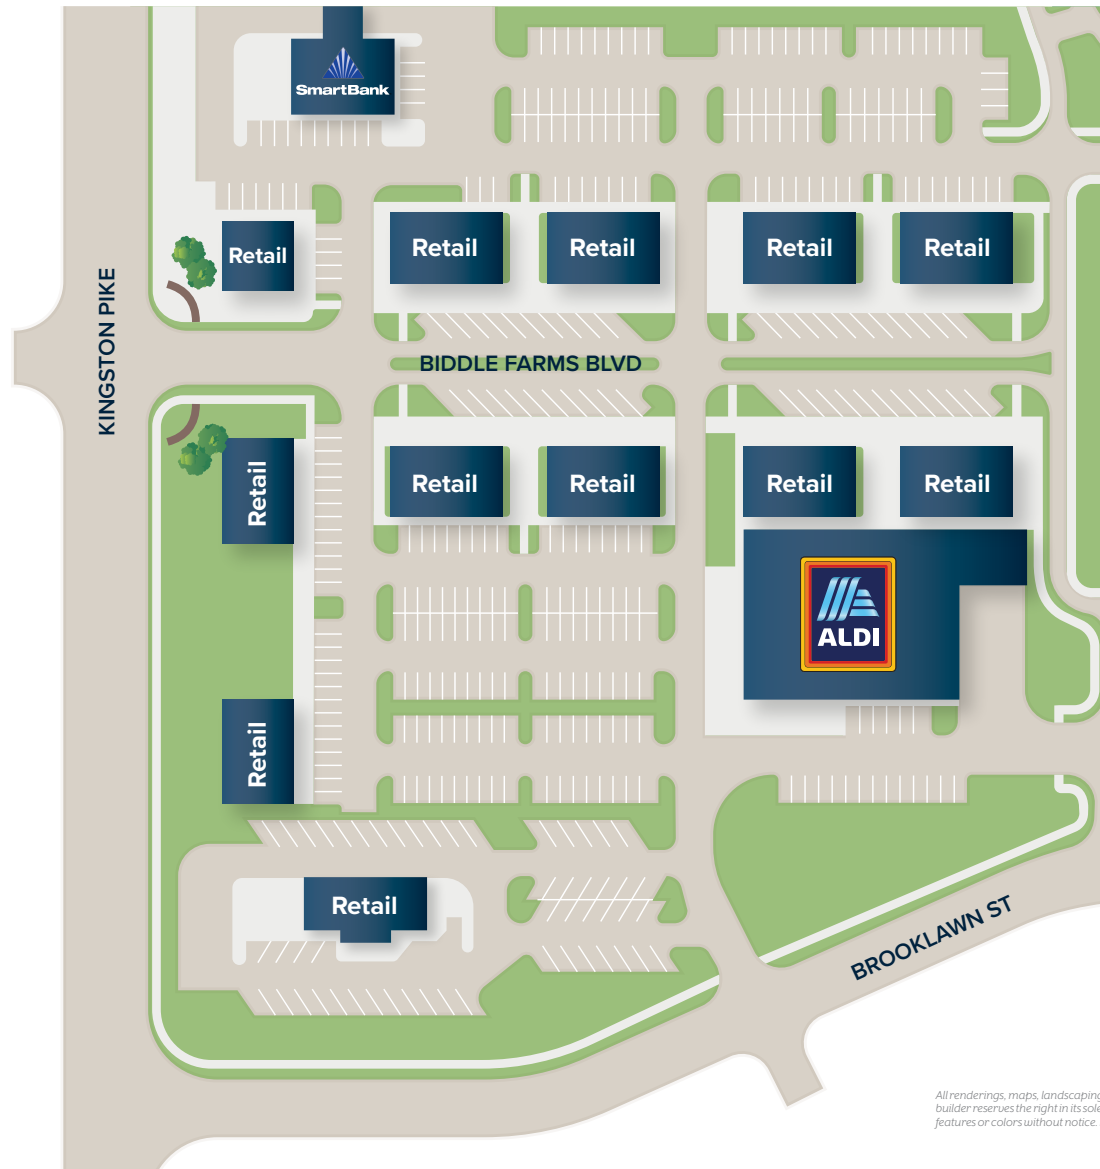 SmartBank
Retail
Retail
Retail
Retail
Retail
KINGSTON PIKE
BIDDLE FARMS BLVD
Retail
Retail
Retail
Retail
Retail
ALDI
Retail
Retail
BROOKLAWN ST
All renderings, maps, landscaping
builder reserves the right in its sole
features or colors without notice.